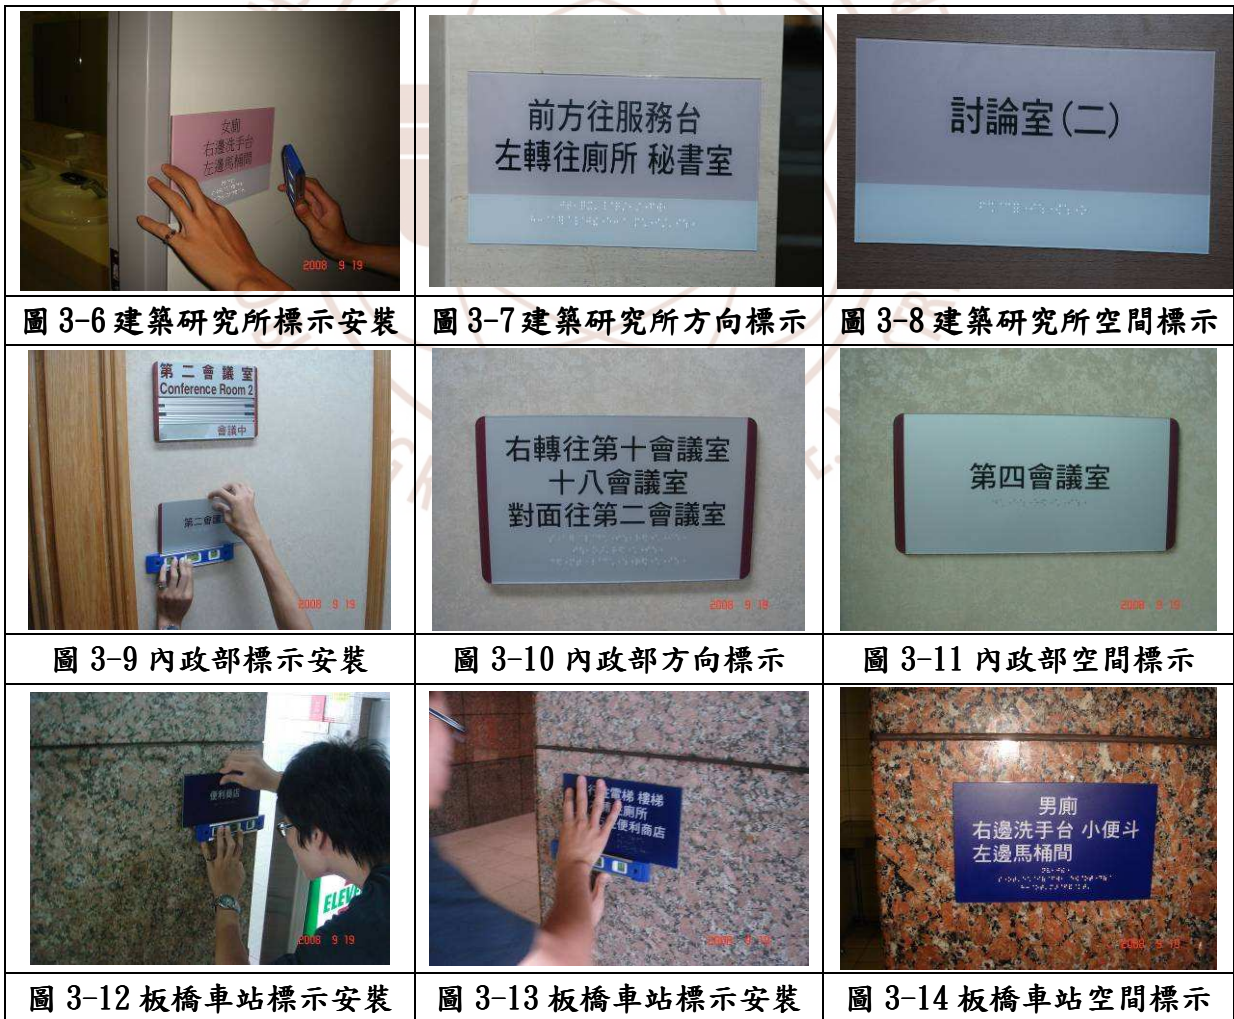 女廁
右邊洗手台
左邊馬桶間
2008 9 19
前方往服務台
左轉往廁所 秘書室
討論室(二)
圖 3-6 建築研究所標示安裝
圖 3-7 建築研究所方向標示
圖 3-8 建築研究所空間標示
第二會議室
Conference Room 2
會議中
第二會議
2008 9 19
右轉往第十會議室
十八會議室
對面往第二會議室
2008 9 19
第四會議室
2008 9 19
圖 3-9 內政部標示安裝
圖 3-10 內政部方向標示
圖 3-11 內政部空間標示
便利商店
ELEV
2008 9 19
電梯 樓梯
廁所
便利商店
2008 9 19
男廁
右邊洗手台 小便斗
左邊馬桶間
2008 9 19
圖 3-12 板橋車站標示安裝
圖 3-13 板橋車站標示安裝
圖 3-14 板橋車站空間標示